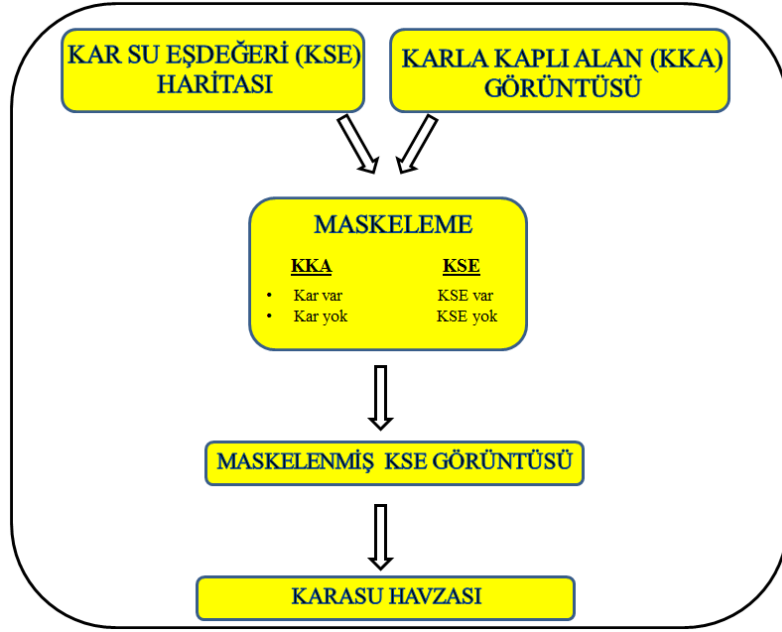 KAR SU EŞDEĞERİ (KSE)
HARİTASI
KARLA KAPLI ALAN (KKA)
GÖRÜNTÜSÜ
MASKELEME
KKA KSE
• Kar var KSE var
• Kar yok KSE yok
MASKELENMİŞ KSE GÖRÜNTÜSÜ
KARASU HAVZASI